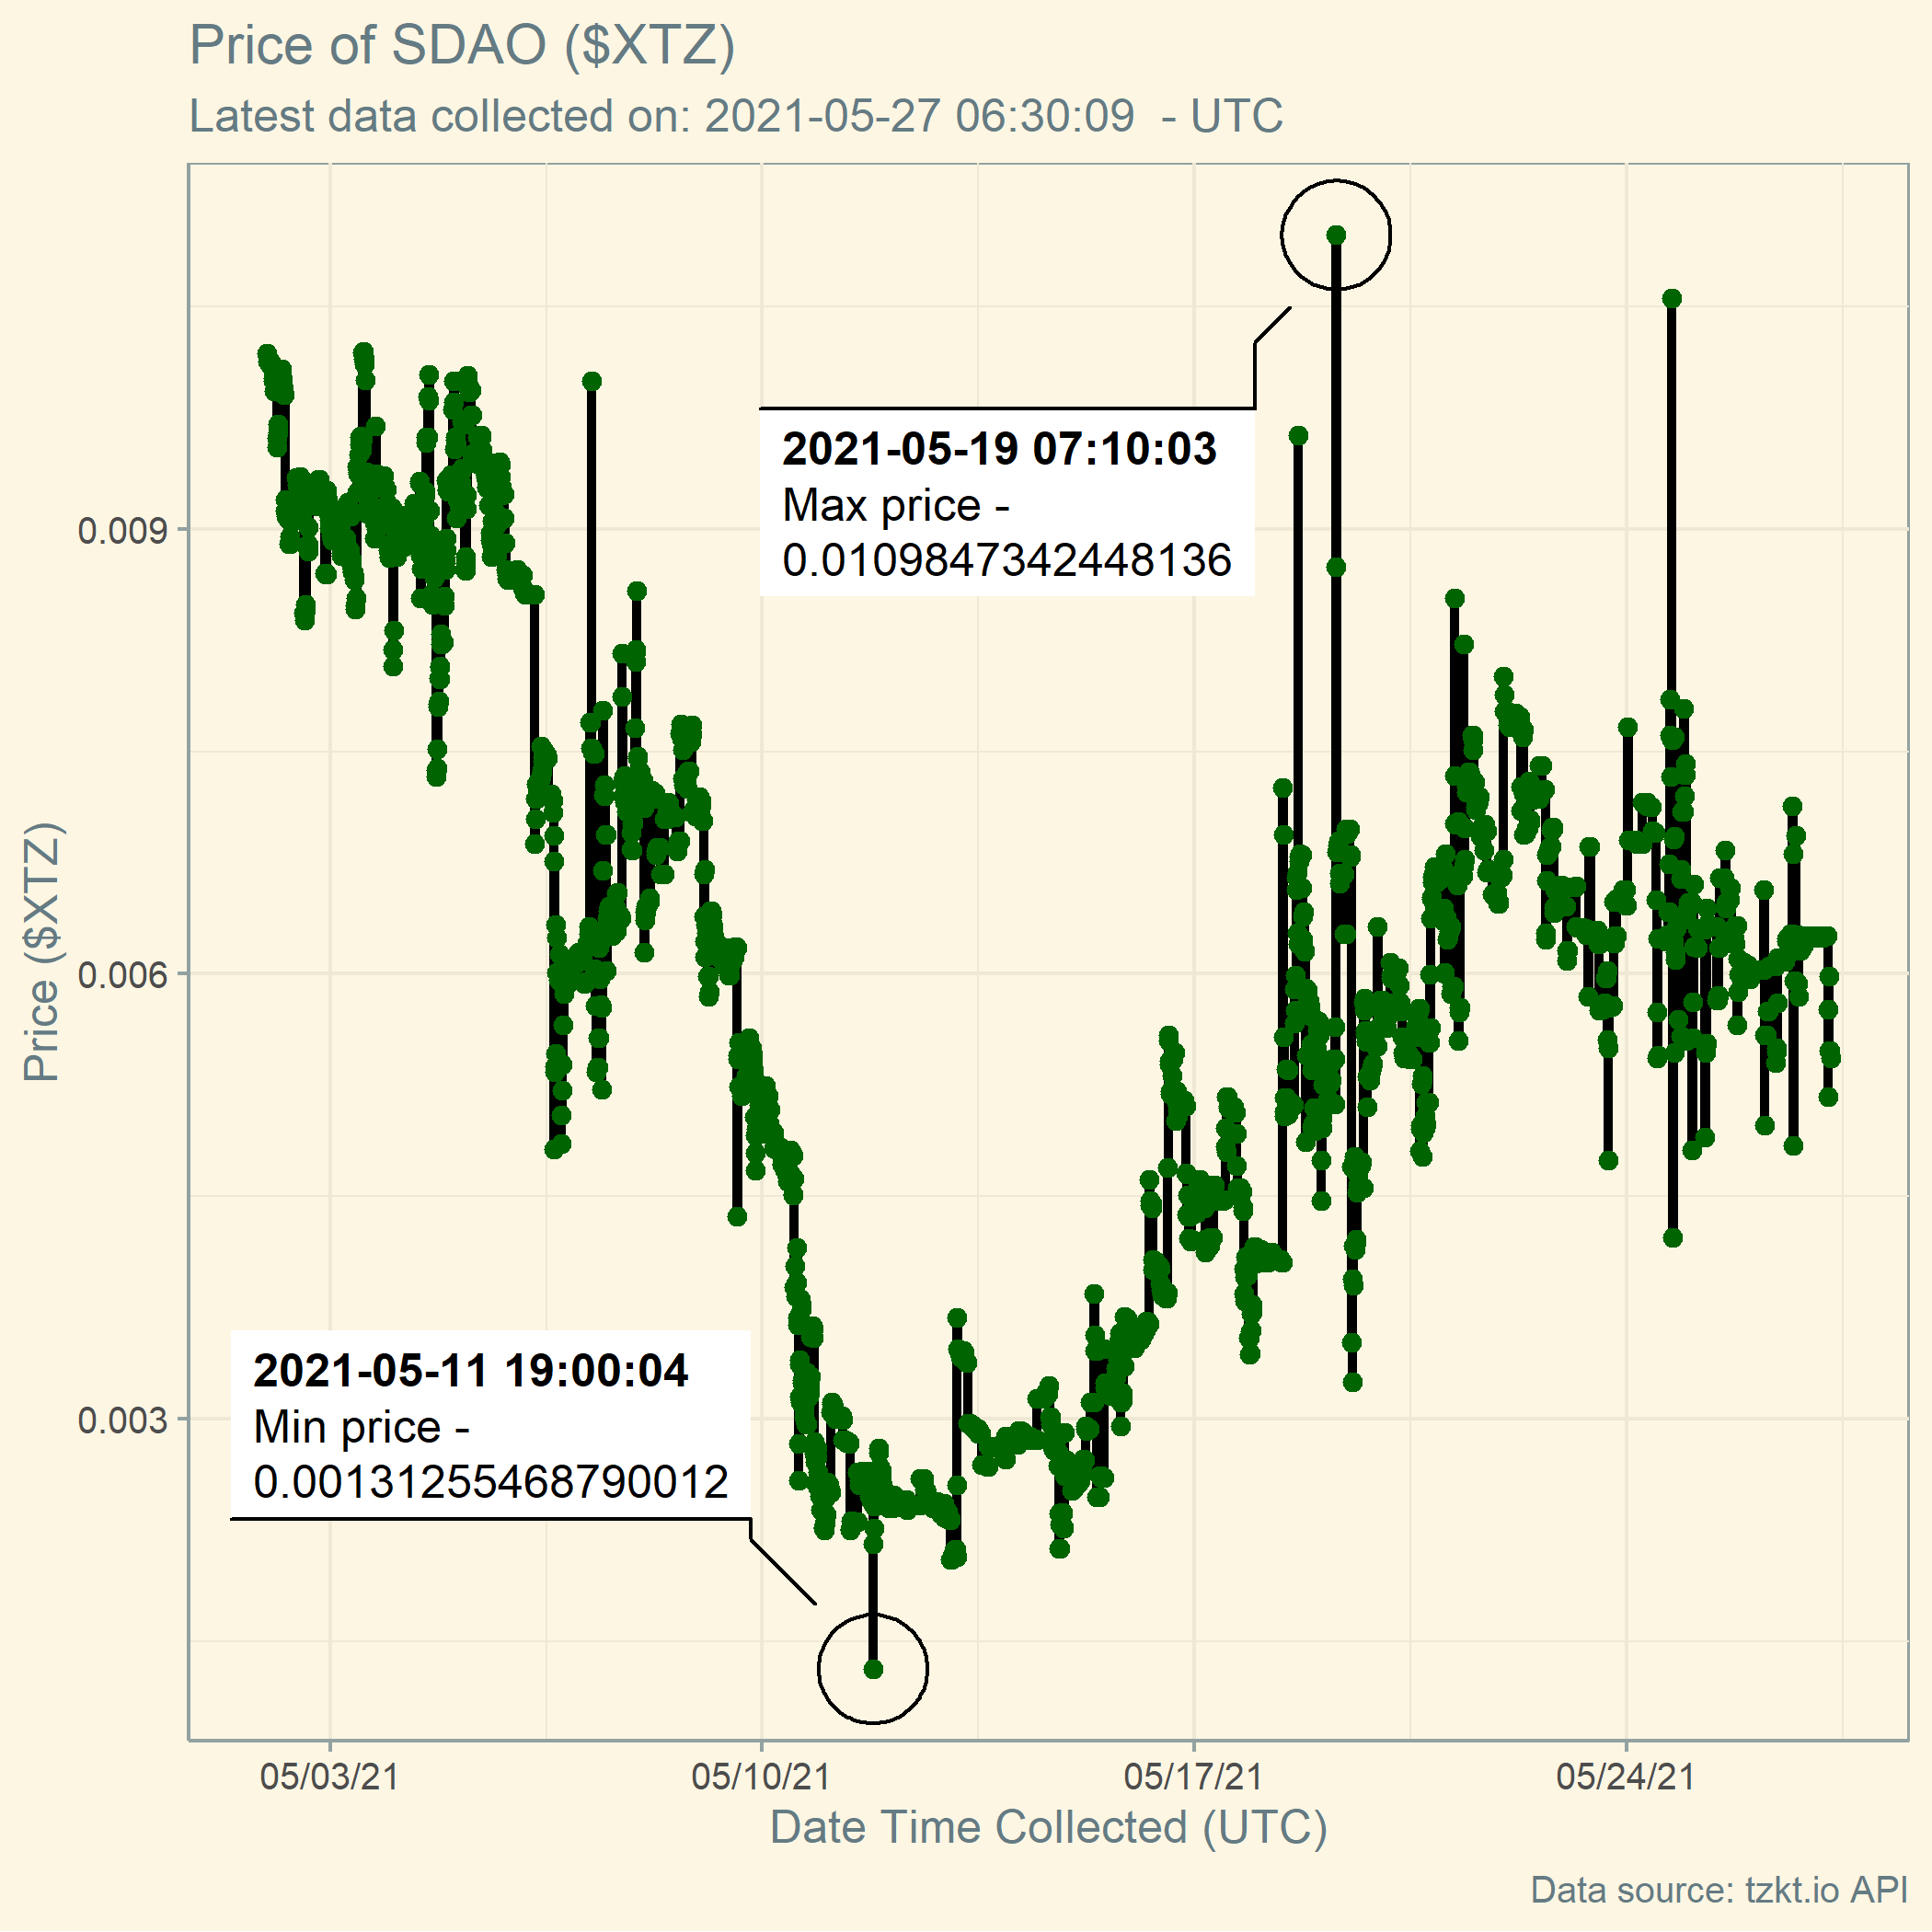 Price of SDAO ($XTZ)
Latest data collected on: 2021-05-27 06:30:09  - UTC
2021-05-19 07:10:03
Max price -
0.0109847342448136
0.009
Price ($XTZ)
0.006
2021-05-11 19:00:04
Min price -
0.00131255468790012
0.003
05/03/21
05/10/21
05/17/21
05/24/21
Date Time Collected (UTC)
Data source: tzkt.io API